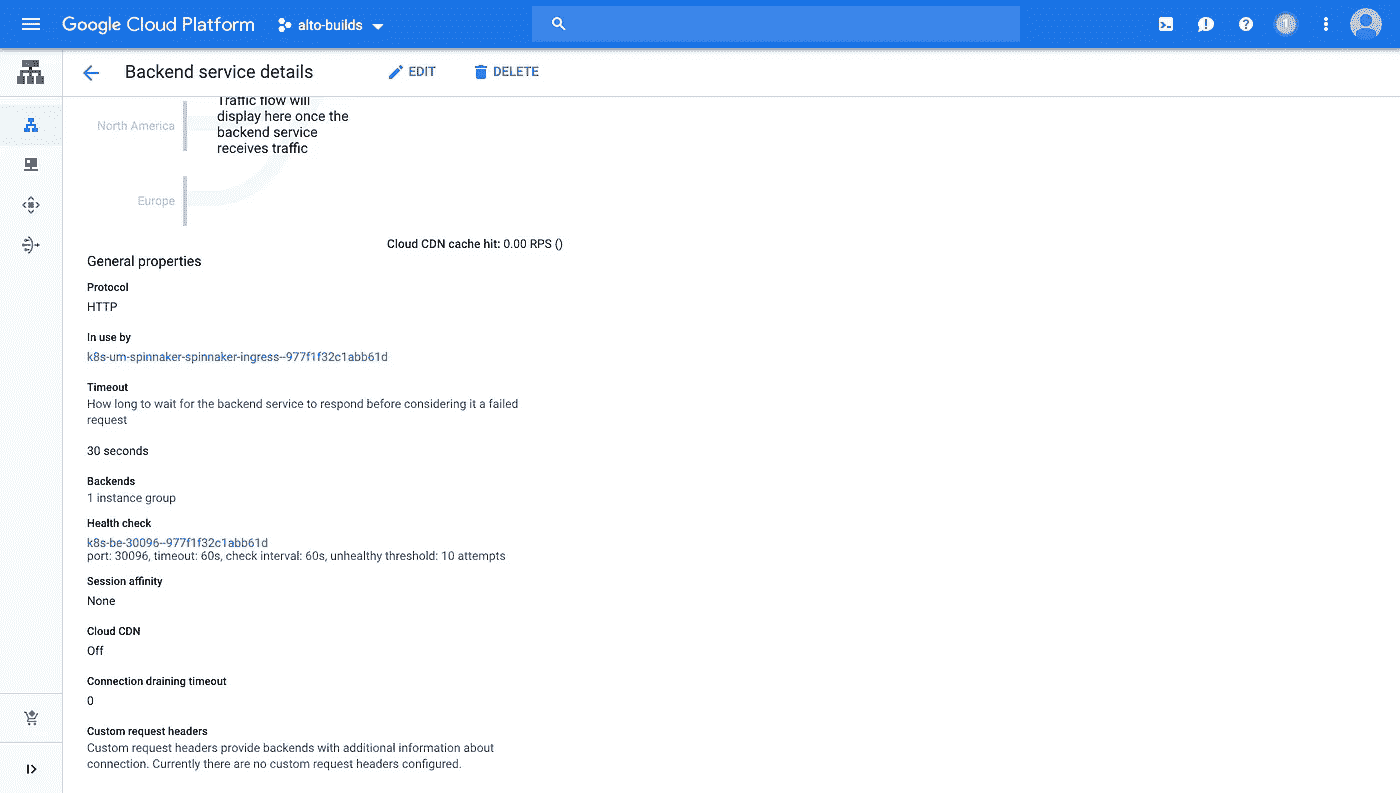 Google Cloud Platform
alto-builds
1
Backend service details
EDIT
DELETE
Traffic flow will
display here once the
backend service
receives traffic
North America
Europe
Cloud CDN cache hit: 0.00 RPS ()
General properties
Protocol
HTTP
In use by
k8s-um-spinnaker-spinnaker-ingress--977f1f32c1abb61d
Timeout
How long to wait for the backend service to respond before considering it a failed
request
30 seconds
Backends
1 instance group
Health check
k8s-be-30096--977f1f32c1abb61d
port: 30096, timeout: 60s, check interval: 60s, unhealthy threshold: 10 attempts
Session affinity
None
Cloud CDN
Off
Connection draining timeout
0
Custom request headers
Custom request headers provide backends with additional information about
connection. Currently there are no custom request headers configured.